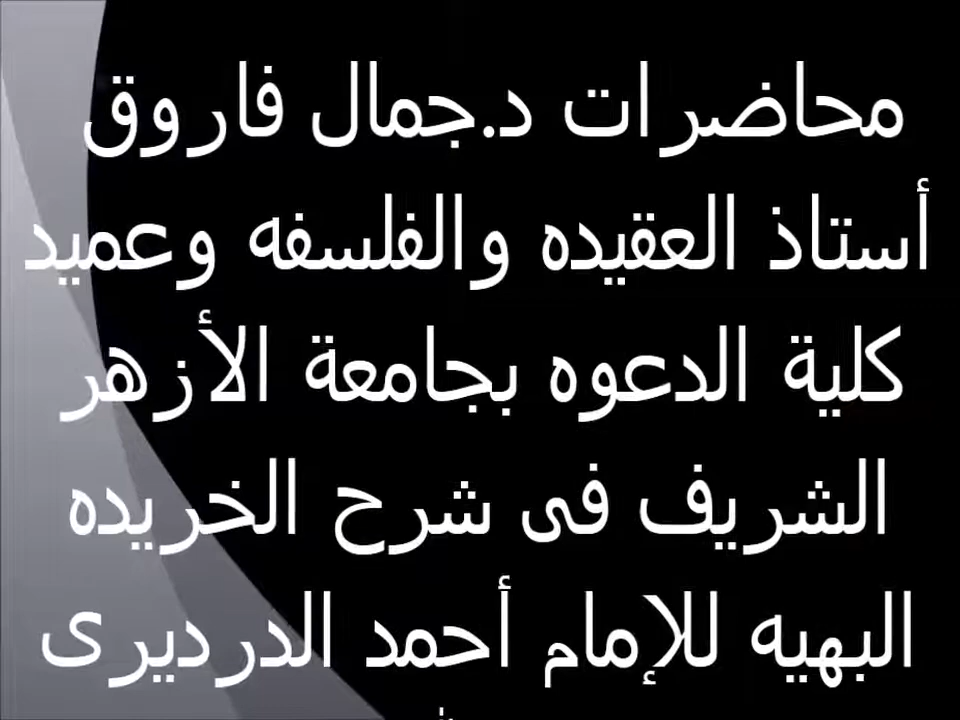 محاضرات د.جمال فاروق
أستاذ العقيده والفلسفه وعميد
كلية الدعوه بجامعة الأزهر
الشريف فى شرح الخريده
البهيه للإمام أحمد الدرديرى